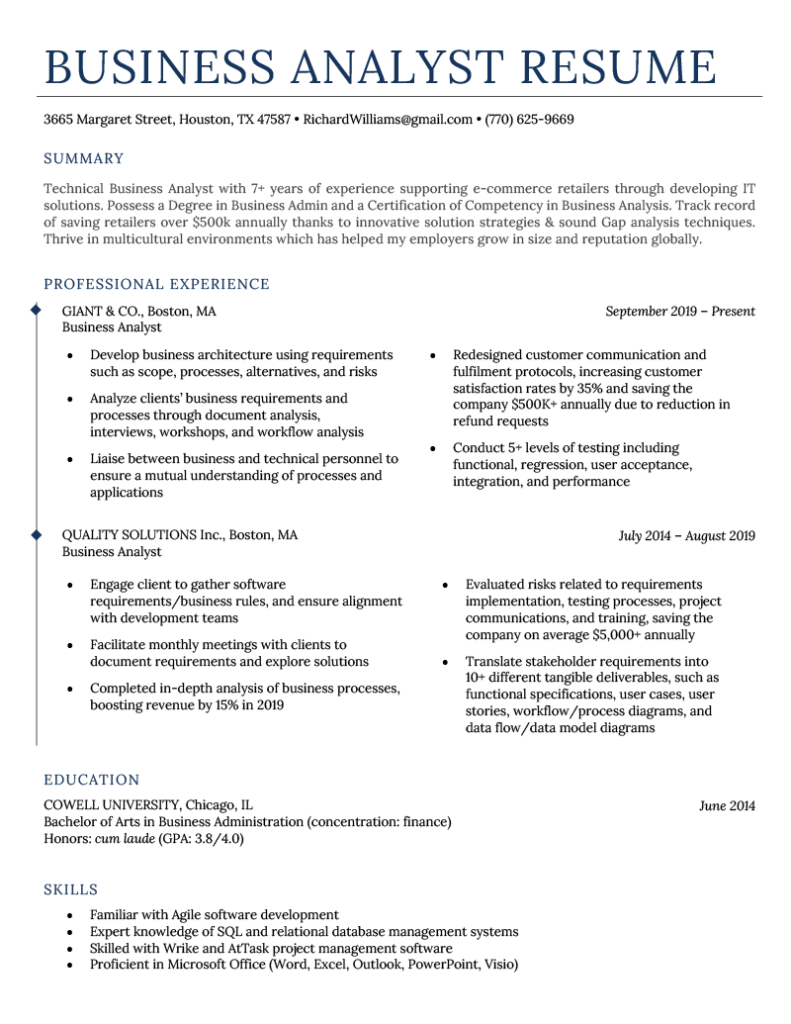 BUSINESS ANALYST RESUME
3665 Margaret Street, Houston, TX 47587 • RichardWilliams@gmail.com • (770) 625-9669
SUMMARY
Technical Business Analyst with 7+ years of experience supporting e-commerce retailers through developing IT
solutions. Possess a Degree in Business Admin and a Certification of Competency in Business Analysis. Track record
of saving retailers over $500k annually thanks to innovative solution strategies & sound Gap analysis techniques.
Thrive in multicultural environments which has helped my employers grow in size and reputation globally.
PROFESSIONAL EXPERIENCE
GIANT & CO., Boston, MA September 2019 – Present
Business Analyst
• Develop business architecture using requirements
such as scope, processes, alternatives, and risks
• Analyze clients’ business requirements and
processes through document analysis,
interviews, workshops, and workflow analysis
• Liaise between business and technical personnel to
ensure a mutual understanding of processes and
applications
• Redesigned customer communication and
fulfilment protocols, increasing customer
satisfaction rates by 35% and saving the
company $500K+ annually due to reduction in
refund requests
• Conduct 5+ levels of testing including
functional, regression, user acceptance,
integration, and performance
QUALITY SOLUTIONS Inc., Boston, MA July 2014 – August 2019
Business Analyst
• Engage client to gather software
requirements/business rules, and ensure alignment
with development teams
• Facilitate monthly meetings with clients to
document requirements and explore solutions
• Completed in-depth analysis of business processes,
boosting revenue by 15% in 2019
• Evaluated risks related to requirements
implementation, testing processes, project
communications, and training, saving the
company on average $5,000+ annually
• Translate stakeholder requirements into
10+ different tangible deliverables, such as
functional specifications, user cases, user
stories, workflow/process diagrams, and
data flow/data model diagrams
EDUCATION
COWELL UNIVERSITY, Chicago, IL June 2014
Bachelor of Arts in Business Administration (concentration: finance)
Honors: cum laude (GPA: 3.8/4.0)
SKILLS
• Familiar with Agile software development
• Expert knowledge of SQL and relational database management systems
• Skilled with Wrike and AtTask project management software
• Proficient in Microsoft Office (Word, Excel, Outlook, PowerPoint, Visio)